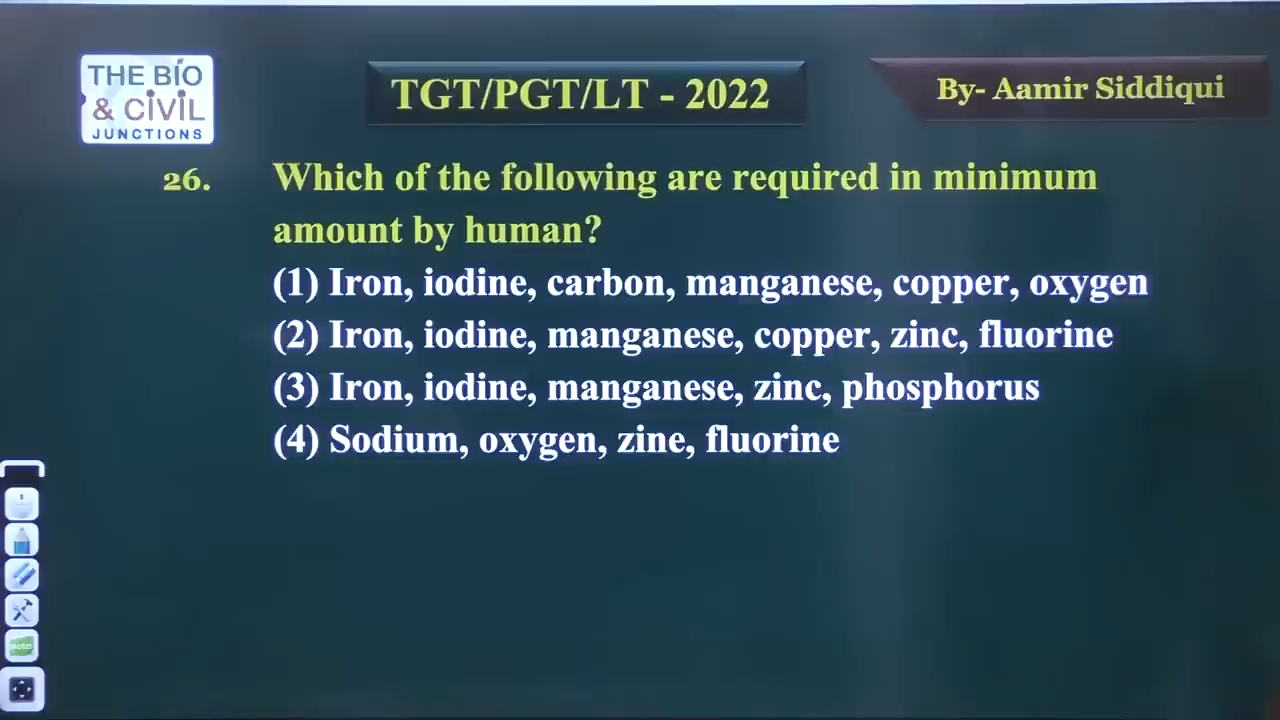 THE BIO
& CIVIL
JUNCTIONS
TGT/PGT/LT - 2022
By- Aamir Siddiqui
26. Which of the following are required in minimum
amount by human?
(1) Iron, iodine, carbon, manganese, copper, oxygen
(2) Iron, iodine, manganese, copper, zinc, fluorine
(3) Iron, iodine, manganese, zinc, phosphorus
(4) Sodium, oxygen, zine, fluorine